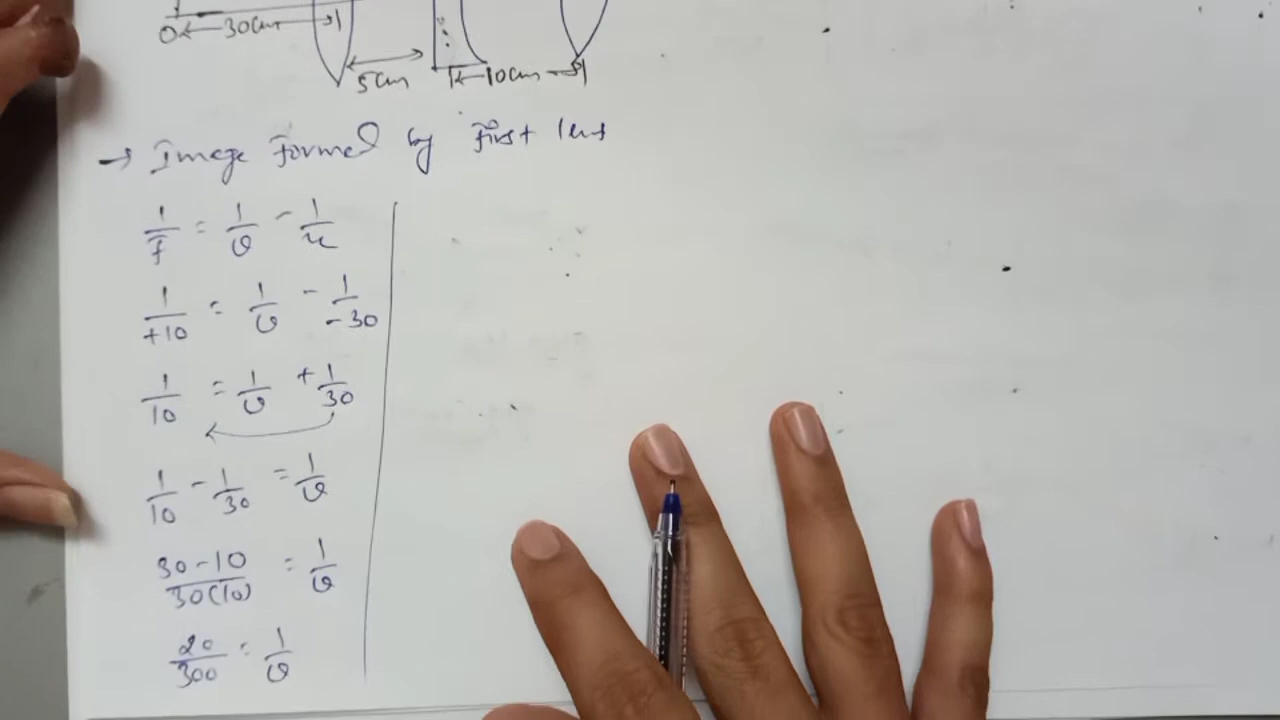 O 30cm
5cm
10cm
→ Image Formed by First lens
1/f = 1/v - 1/u
1/+10 = 1/v - 1/-30
1/10 = 1/v + 1/30
1/10 - 1/30 = 1/v
30-10/30(10) = 1/v
20/300 = 1/v